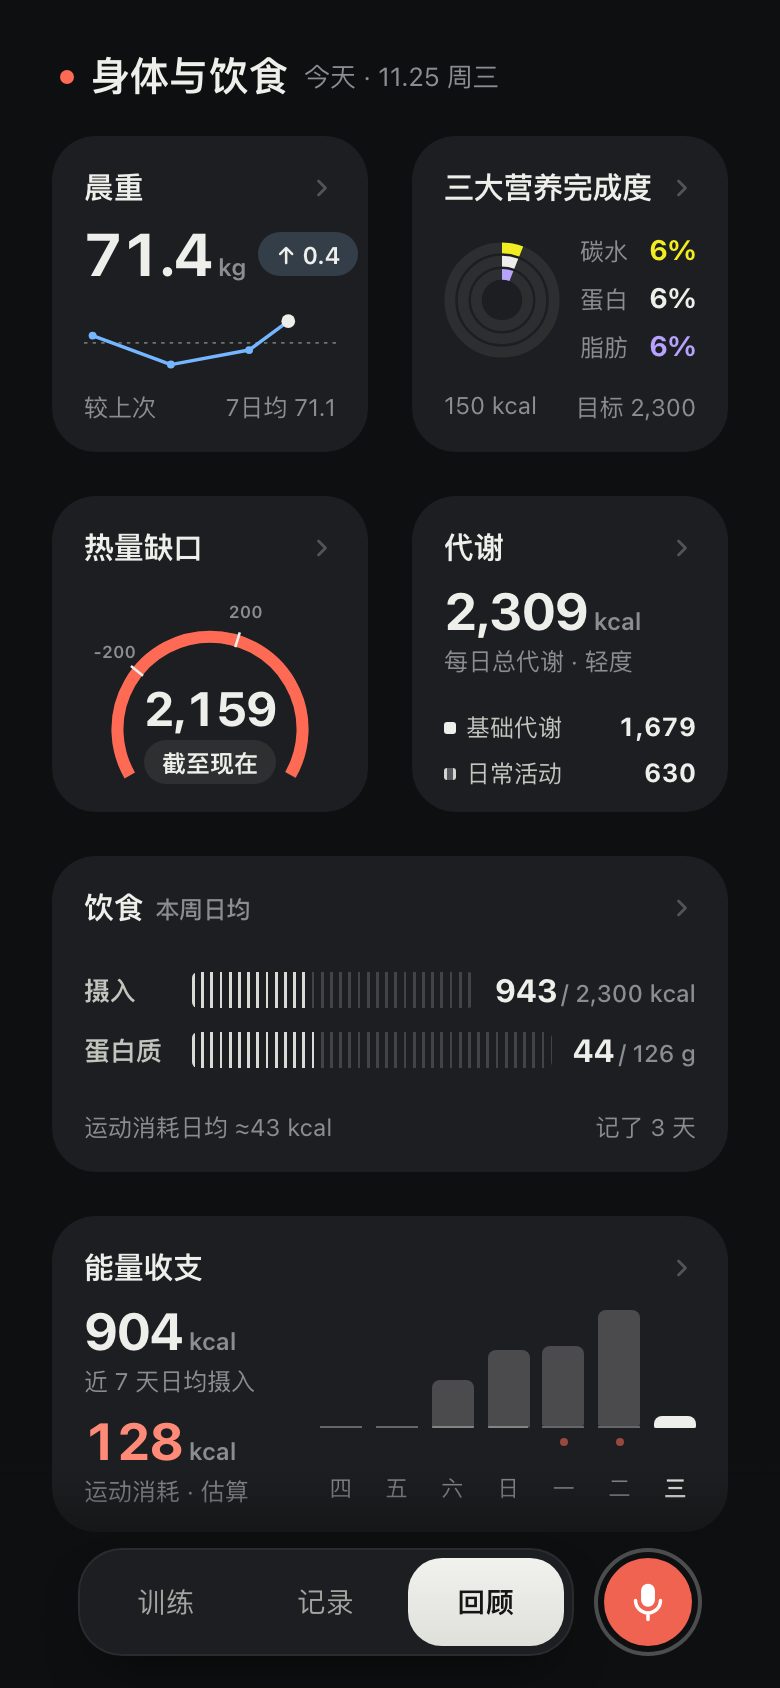 身体与饮食 今天 · 11.25 周三
晨重
71.4 kg ↑ 0.4
较上次 7日均 71.1
三大营养完成度
碳水 6%
蛋白 6%
脂肪 6%
150 kcal 目标 2,300
热量缺口
200
-200
2,159
截至现在
代谢
2,309 kcal
每日总代谢 · 轻度
基础代谢 1,679
日常活动 630
饮食 本周日均
摄入 943 / 2,300 kcal
蛋白质 44 / 126 g
运动消耗日均 ≈43 kcal 记了 3 天
能量收支
904 kcal
近 7 天日均摄入
128 kcal
运动消耗 · 估算
四 五 六 日 一 二 三
训练 记录 回顾